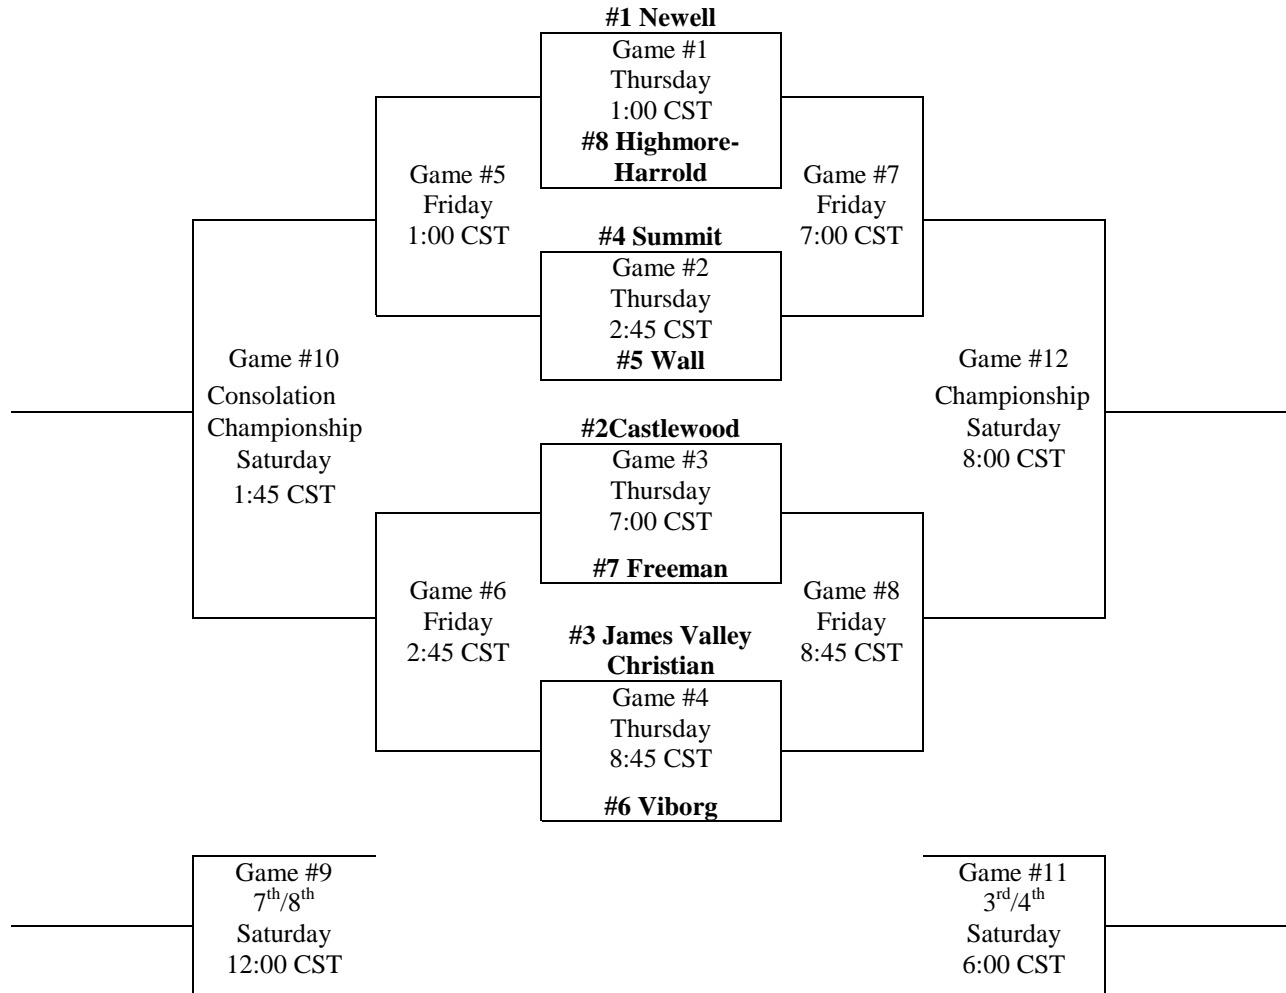 #1 Newell
Game #1
Thursday
1:00 CST
#8 Highmore-
Harrold
Game #5
Friday
1:00 CST
Game #7
Friday
7:00 CST
#4 Summit
Game #2
Thursday
2:45 CST
#5 Wall
Game #10
Consolation
Championship
Saturday
1:45 CST
Game #12
Championship
Saturday
8:00 CST
#2Castlewood
Game #3
Thursday
7:00 CST
#7 Freeman
Game #6
Friday
2:45 CST
Game #8
Friday
8:45 CST
#3 James Valley
Christian
Game #4
Thursday
8:45 CST
#6 Viborg
Game #9
7th/8th
Saturday
12:00 CST
Game #11
3rd/4th
Saturday
6:00 CST